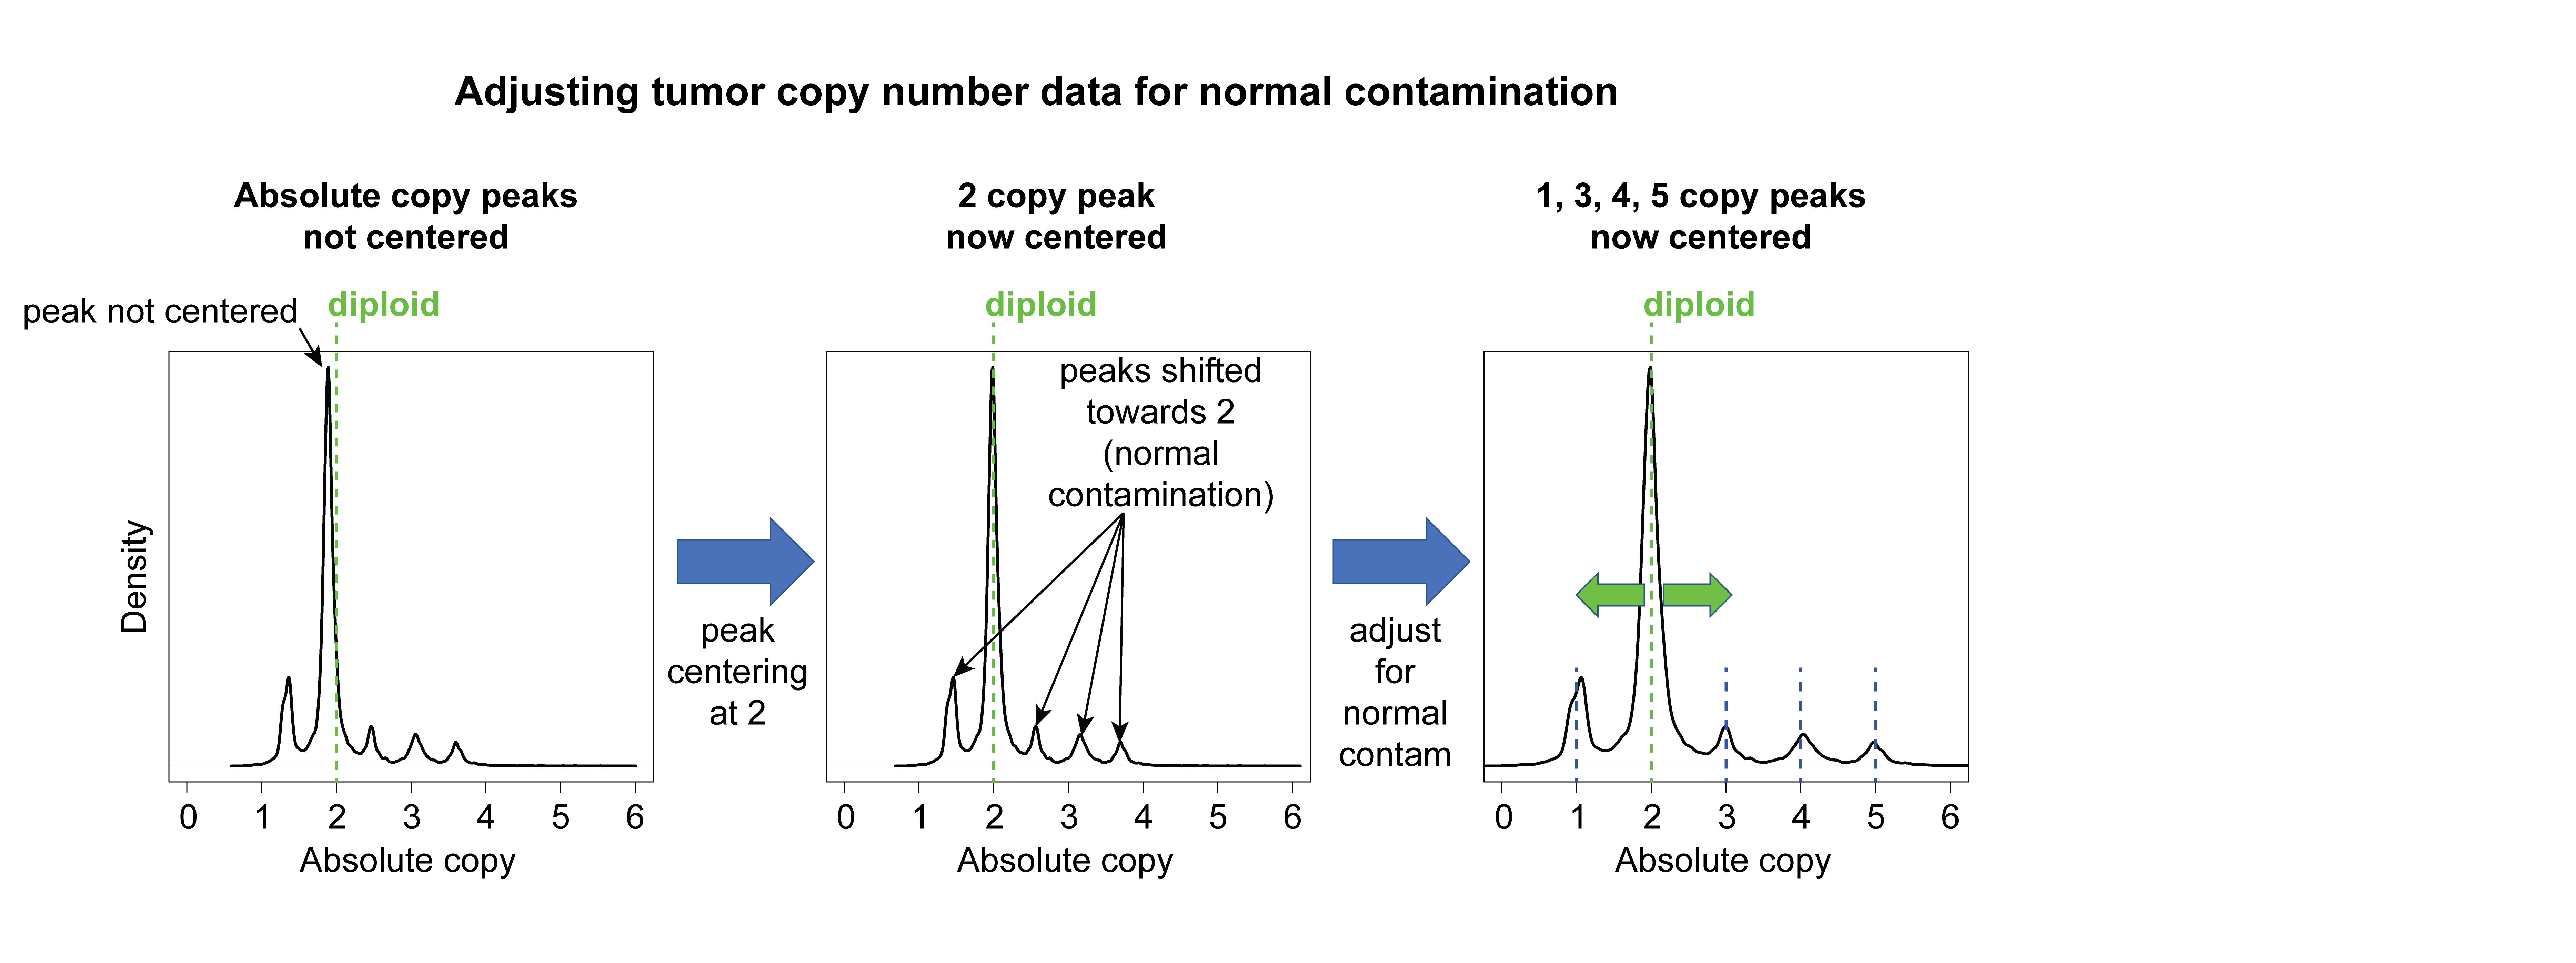 Adjusting tumor copy number data for normal contamination
Absolute copy peaks
not centered
peak not centered
diploid
Density
0 1 2 3 4 5 6
Absolute copy
peak
centering
at 2
2 copy peak
now centered
diploid
peaks shifted
towards 2
(normal
contamination)
0 1 2 3 4 5 6
Absolute copy
adjust
for
normal
contam
1, 3, 4, 5 copy peaks
now centered
diploid
0 1 2 3 4 5 6
Absolute copy